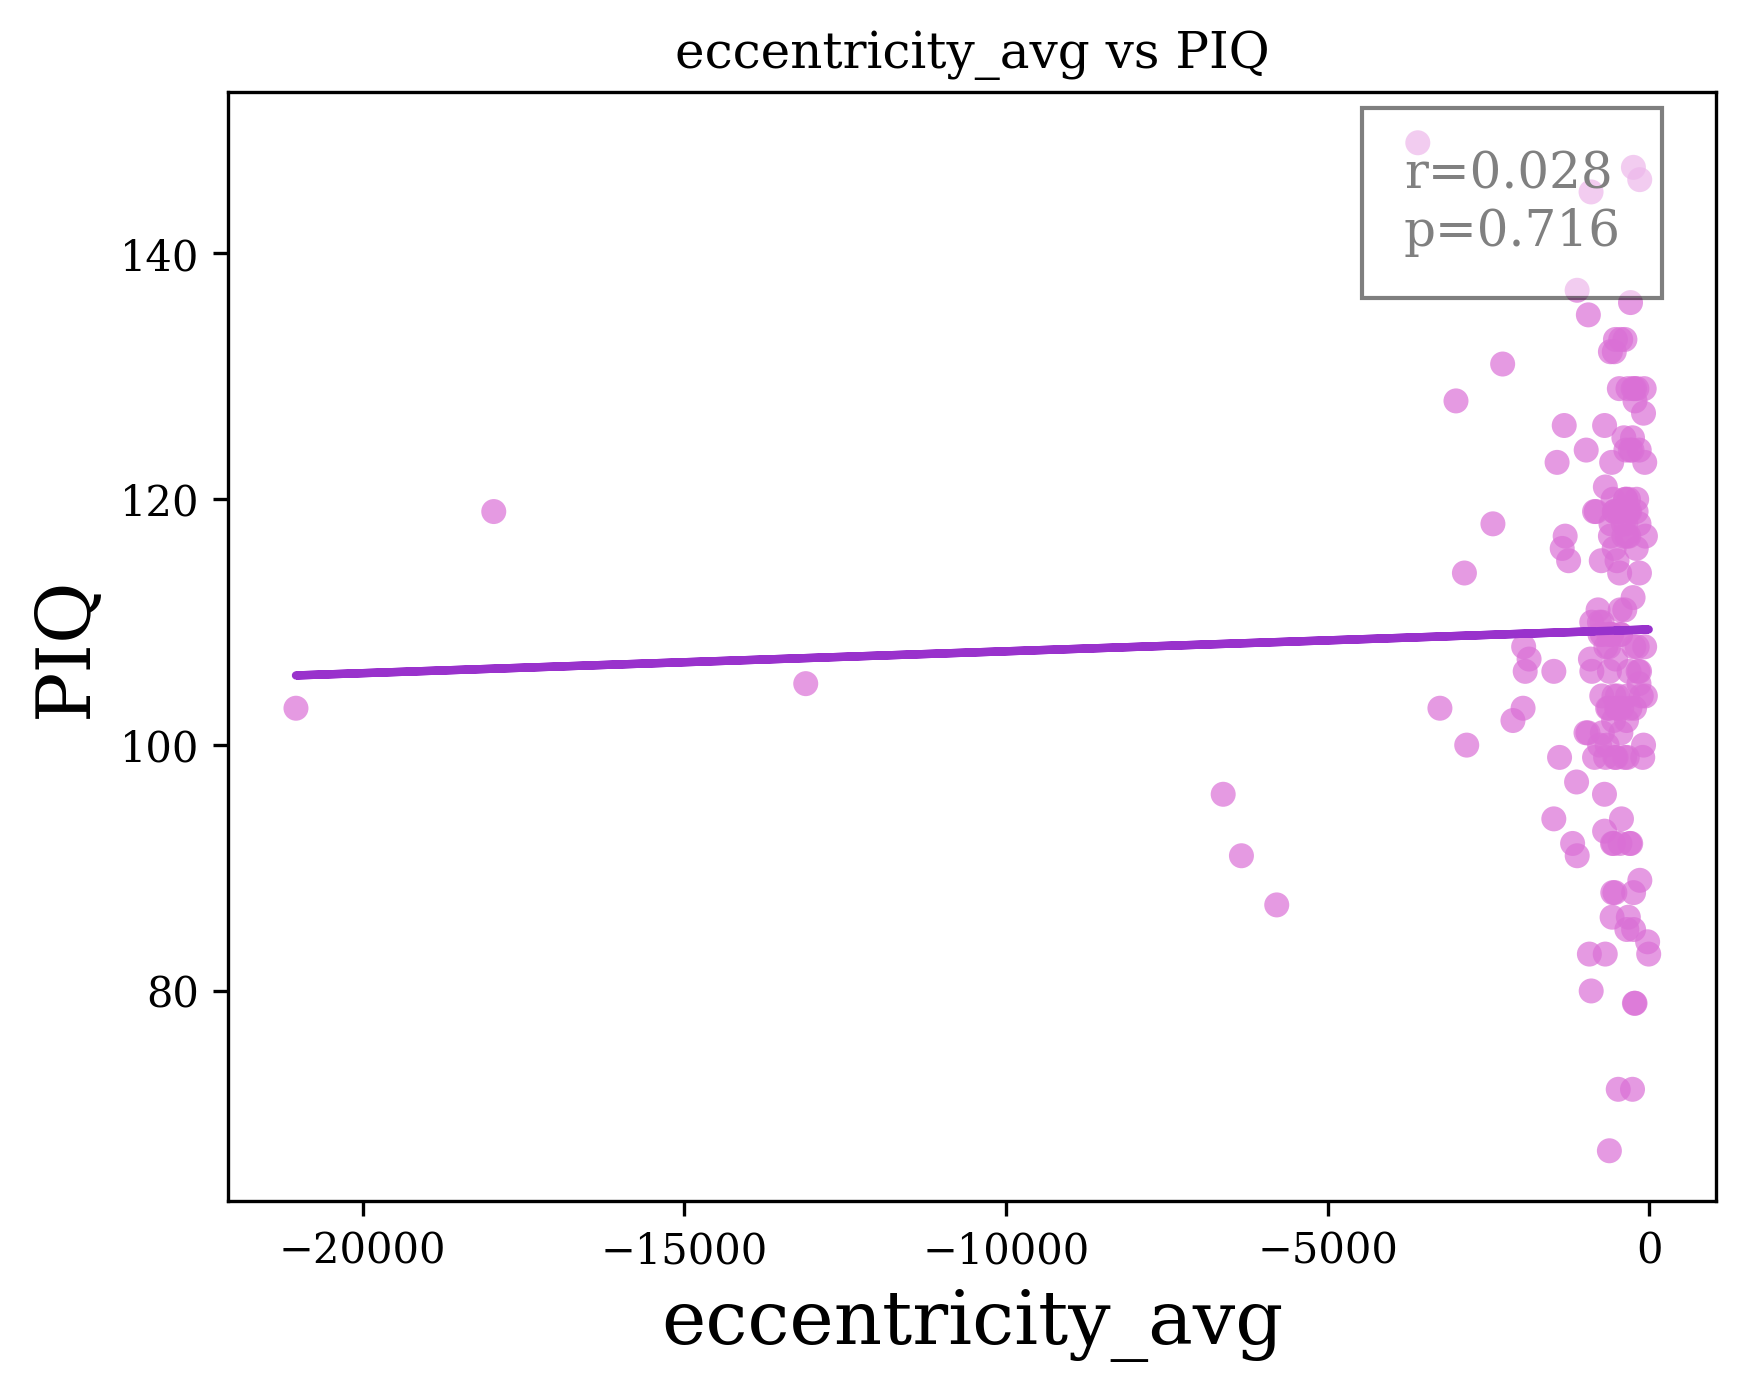 eccentricity_avg vs PIQ
r=0.028
p=0.716
140
120
100
80
PIQ
−20000
−15000
−10000
−5000
0
eccentricity_avg